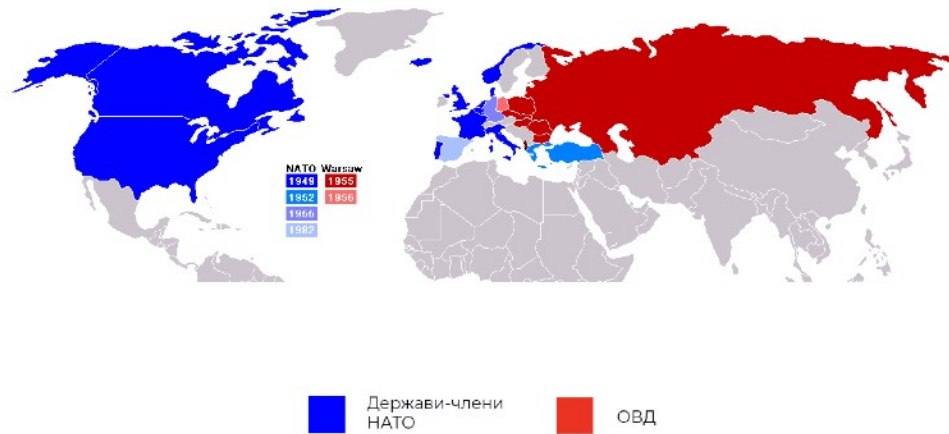 NATO Warsaw
1949 1955
1952 1956
1966
1982
Держави-члени
НАТО
ОВД